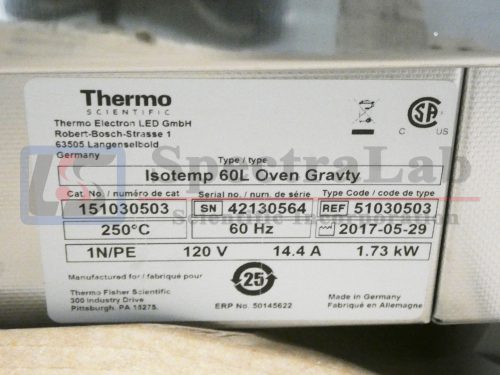 Thermo
SCIENTIFIC
Thermo Electron LED GmbH
Robert-Bosch-Strasse 1
63505 Langenselbold
Germany
C US
Type / type
Isotemp 60L Oven Gravty
Cat. No. / numéro de cat Serial no. / num. de série Type Code / code de type
151030503 SN 42130564 REF 51030503
250°C 60 Hz 2017-05-29
1N/PE 120 V 14.4 A 1.73 kW
Manufactured for / fabriqué pour
Thermo Fisher Scientific
300 Industry Drive
Pittsburgh, PA 15275.
25
ERP No. 50145622
Made in Germany
Fabriqué en Allemagne
SpectraLab
Scientific Incorporation